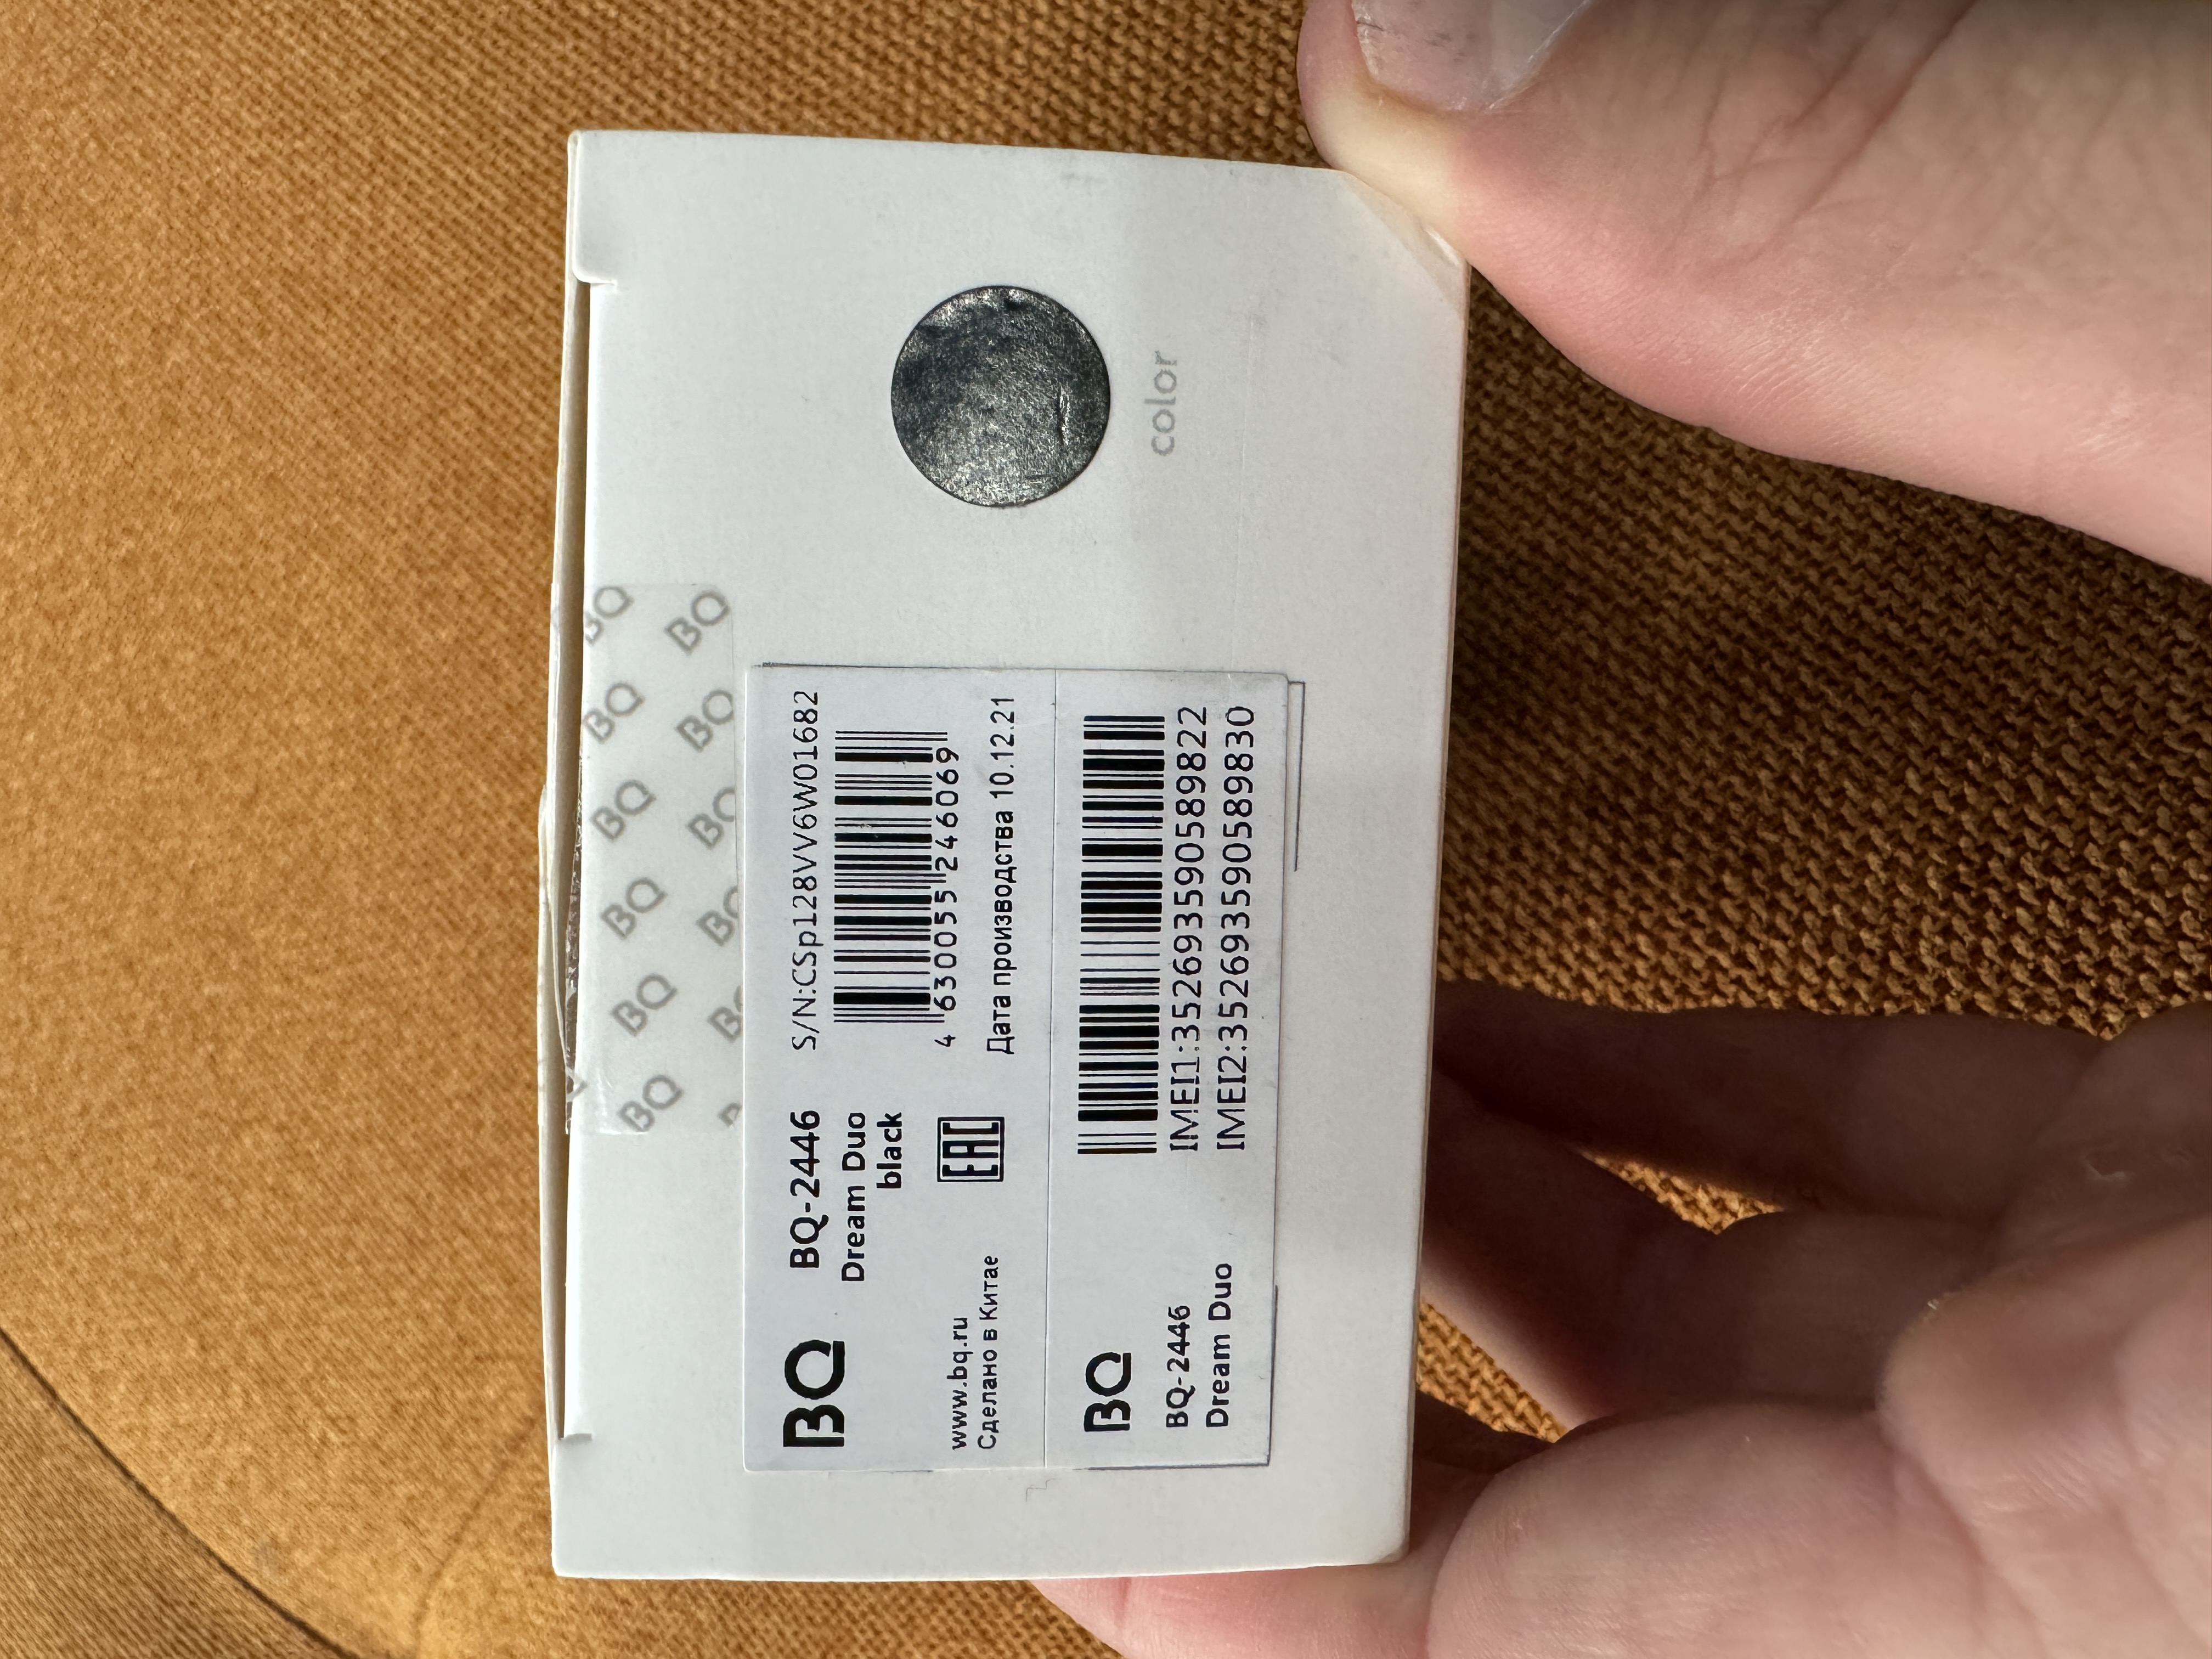 BQ BQ BQ BQ BQ BQ
BQ BQ BQ BQ
BQ
BQ-2446
Dream Duo
black
S/N:CSp128VV6W01682
4 630055 246069
www.bq.ru
Сделано в Китае
EAC
Дата производства 10.12.21
BQ
BQ-2446
Dream Duo
IMEI1:352693590589822
IMEI2:352693590589830
color